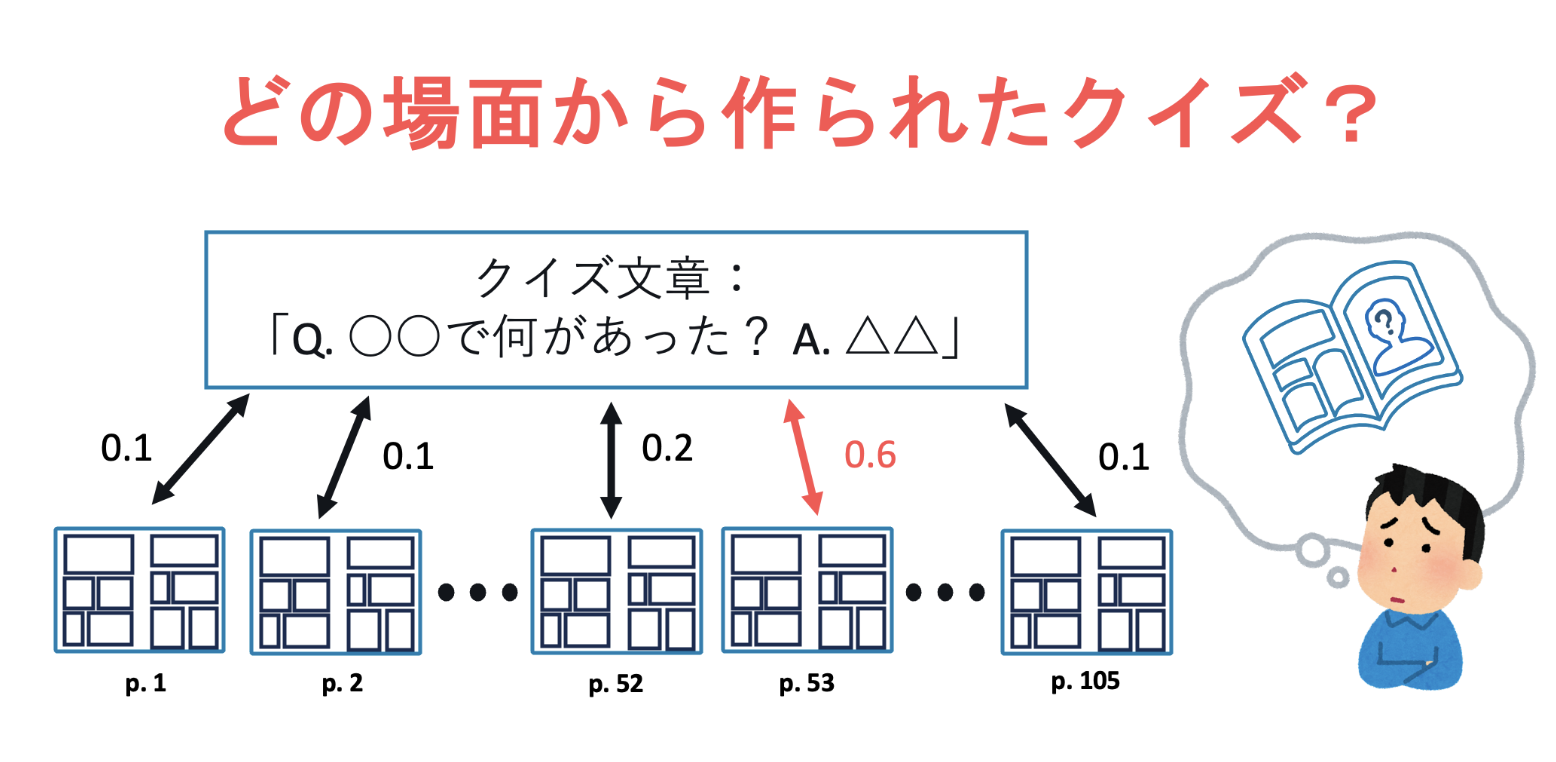 どの場面から作られたクイズ？
クイズ文章：
「Q. ○○で何があった？ A. △△」
0.1
0.1
0.2
0.6
0.1
?
p. 1
p. 2
p. 52
p. 53
p. 105